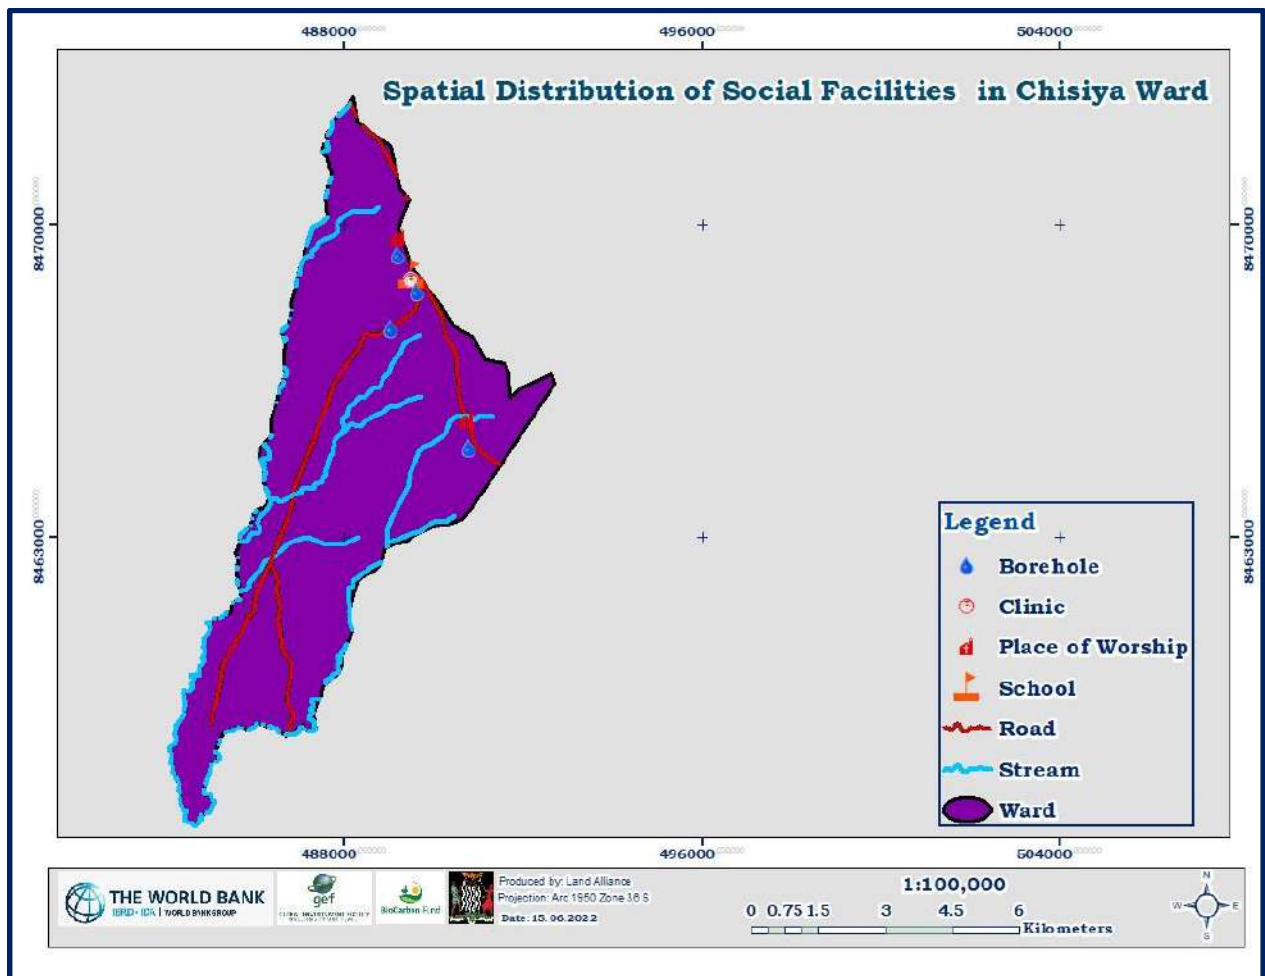 488000 496000 504000
Spatial Distribution of Social Facilities in Chisiya Ward
8470000 8470000
8463000 8463000
Legend
Borehole
Clinic
Place of Worship
School
Road
Stream
Ward
488000 496000 504000
THE WORLD BANK
IBRD • IDA | WORLD BANK GROUP
gef
BioCarbon Fund
Produced by: Land Alliance
Projection: Arc 1950 Zone 36 S
Date: 15.06.2022
1:100,000
0 0.75 1.5 3 4.5 6
Kilometers
N
W E
S